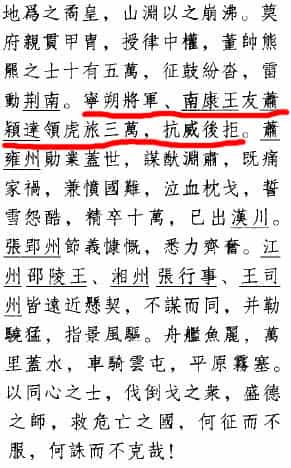 地爲之喬皇，山淵以之崩沸。莫
府親貫甲冑，授律中權，董帥熊
羆之士十有五萬，征鼓紛沓，雷
動荆南。寧朔將軍、南康王友蕭
穎達領虎旅三萬，抗威後拒。蕭
雍州勛業蓋世，謀猷淵肅，既痛
家禍，兼憤國難，泣血枕戈，誓
雪怨酷，精卒十萬，已出漢川。
張郢州節義慷慨，悉力齊奮。江
州邵陵王、湘州張行事、王司
州皆遠近懸契，不謀而同，並勒
驍猛，指景風驅。舟艦魚麗，萬
里蓋水，車騎雲屯，平原霧塞。
以同心之士，伐倒戈之衆，盛德
之師，救危亡之國，何征而不
服，何誅而不克哉！